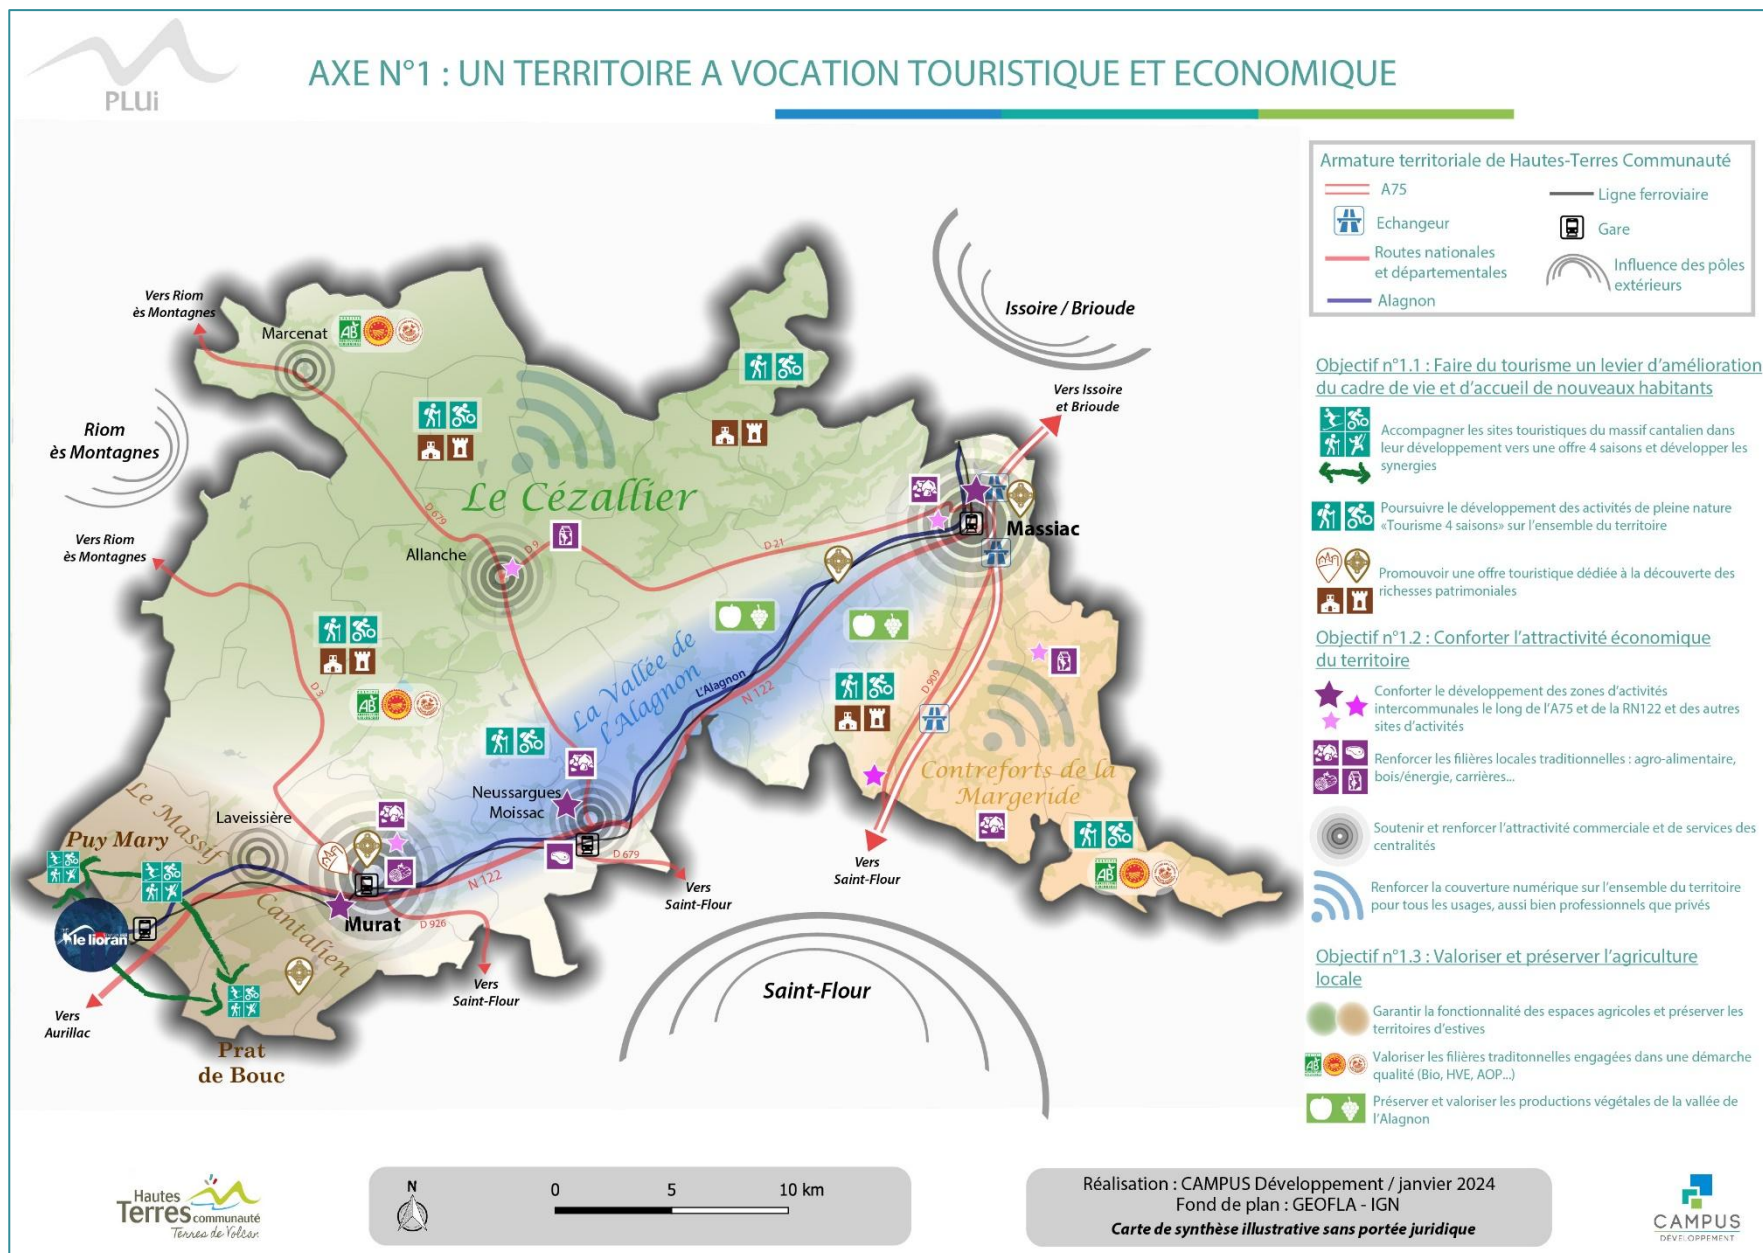 PLUi
AXE N°1 : UN TERRITOIRE A VOCATION TOURISTIQUE ET ECONOMIQUE
Armature territoriale de Hautes-Terres Communauté
A75
Ligne ferroviaire
Echangeur
Gare
Routes nationales
et départementales
Influence des pôles
extérieurs
Alagnon
Objectif n°1.1 : Faire du tourisme un levier d'amélioration
du cadre de vie et d'accueil de nouveaux habitants
Accompagner les sites touristiques du massif cantalien dans
leur développement vers une offre 4 saisons et développer les
synergies
Poursuivre le développement des activités de pleine nature
«Tourisme 4 saisons» sur l'ensemble du territoire
Promouvoir une offre touristique dédiée à la découverte des
richesses patrimoniales
Objectif n°1.2 : Conforter l'attractivité économique
du territoire
Conforter le développement des zones d'activités
intercommunales le long de l'A75 et de la RN122 et des autres
sites d'activités
Renforcer les filières locales traditionnelles : agro-alimentaire,
bois/énergie, carrières...
Soutenir et renforcer l'attractivité commerciale et de services des
centralités
Renforcer la couverture numérique sur l'ensemble du territoire
pour tous les usages, aussi bien professionnels que privés
Objectif n°1.3 : Valoriser et préserver l'agriculture
locale
Garantir la fonctionnalité des espaces agricoles et préserver les
territoires d'estives
AB
Valoriser les filières traditonnelles engagées dans une démarche
qualité (Bio, HVE, AOP...)
Préserver et valoriser les productions végétales de la vallée de
l'Alagnon
Vers Riom
ès Montagnes
Marcenat
AB
Issoire / Brioude
Vers Issoire
et Brioude
Riom
ès Montagnes
Le Cézallier
D 679
Massiac
Vers Riom
ès Montagnes
Allanche
D 9
D 21
La Vallée de
l'Alagnon
L'Alagnon
N 122
D 3
AB
D 909
Contreforts de la
Margeride
Neussargues
Moissac
Le Massif
Cantalien
Laveissière
Puy Mary
AB
N 122
D 679
Vers
Saint-Flour
Vers
Saint-Flour
Murat
D 926
le lioran
Vers
Saint-Flour
Saint-Flour
Vers
Aurillac
Prat
de Bouc
Hautes
Terres communauté
Terres de Volcan
N
0 5 10 km
Réalisation : CAMPUS Développement / janvier 2024
Fond de plan : GEOFLA - IGN
Carte de synthèse illustrative sans portée juridique
CAMPUS
DÉVELOPPEMENT